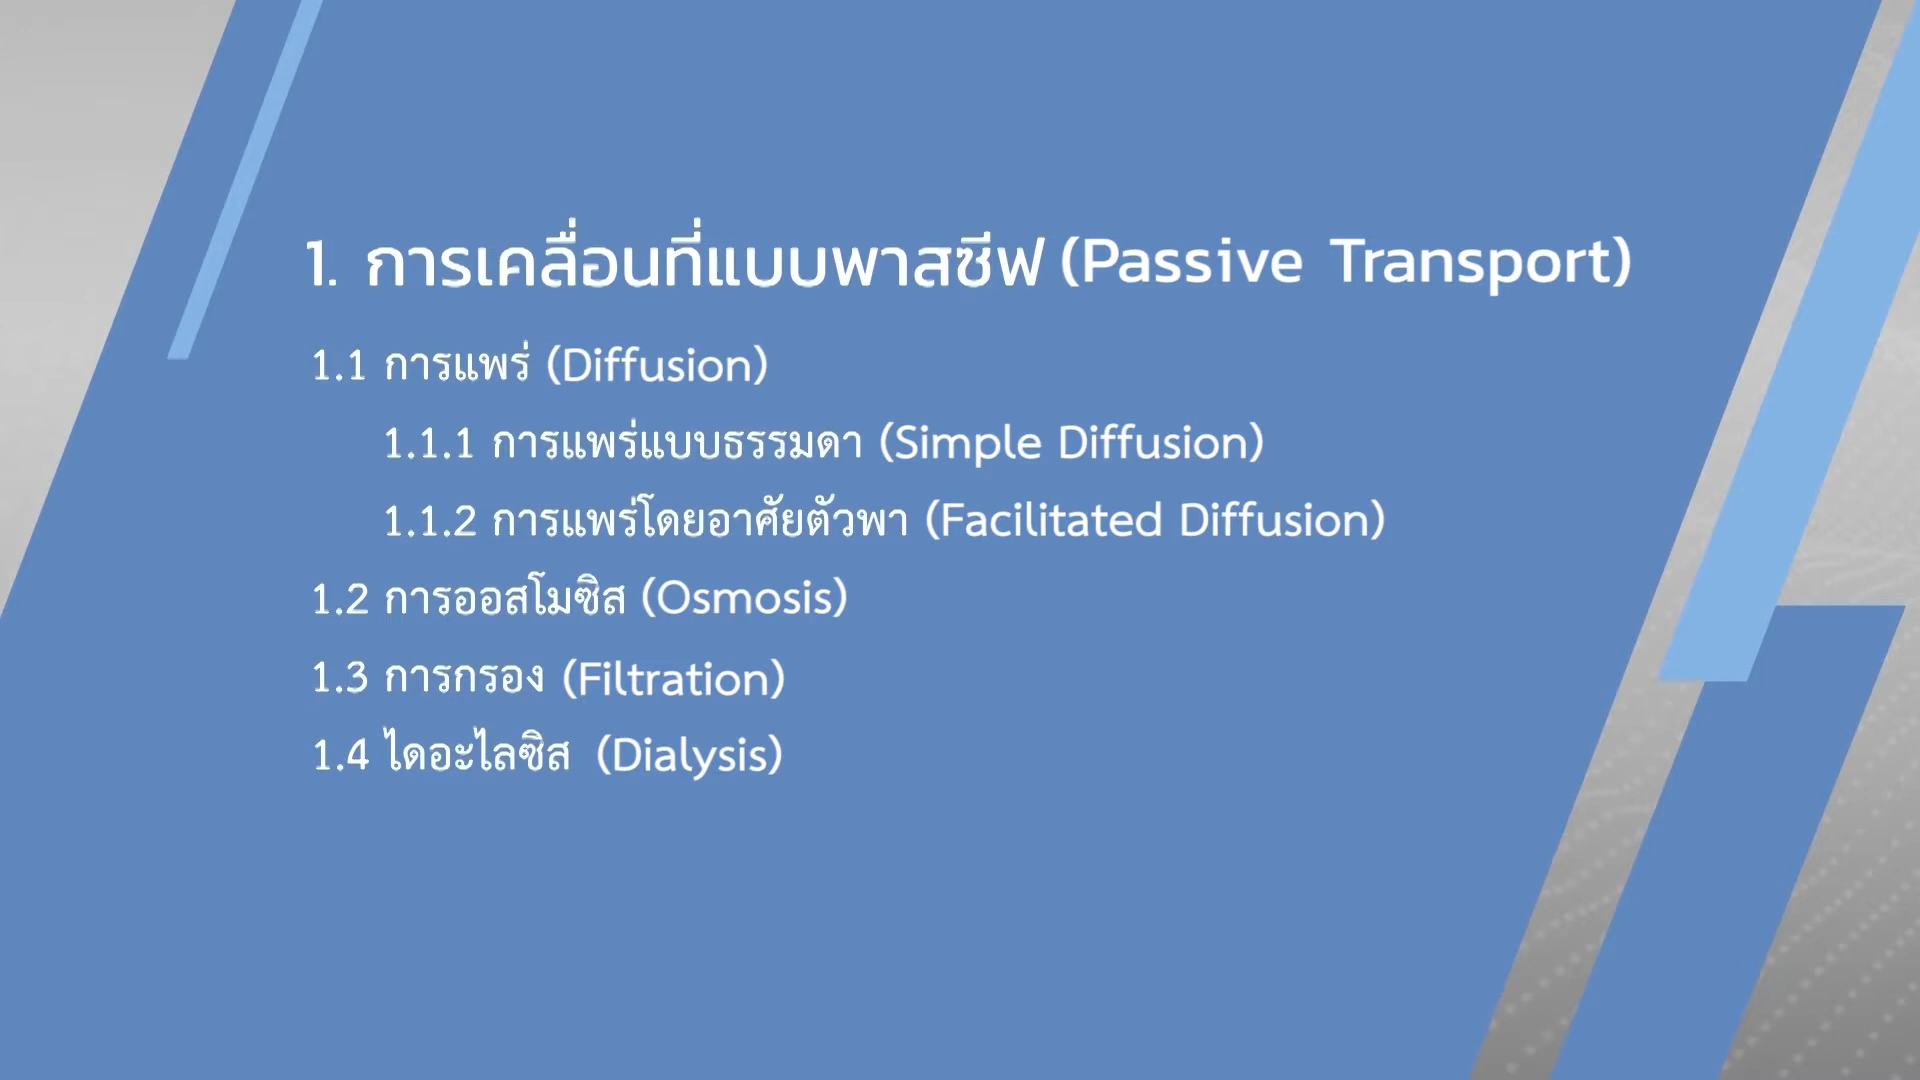 1. การเคลื่อนที่แบบพาสซีฟ (Passive Transport)
1.1 การแพร่ (Diffusion)
1.1.1 การแพร่แบบธรรมดา (Simple Diffusion)
1.1.2 การแพร่โดยอาศัยตัวพา (Facilitated Diffusion)
1.2 การออสโมซิส (Osmosis)
1.3 การกรอง (Filtration)
1.4 ไดอะไลซิส (Dialysis)